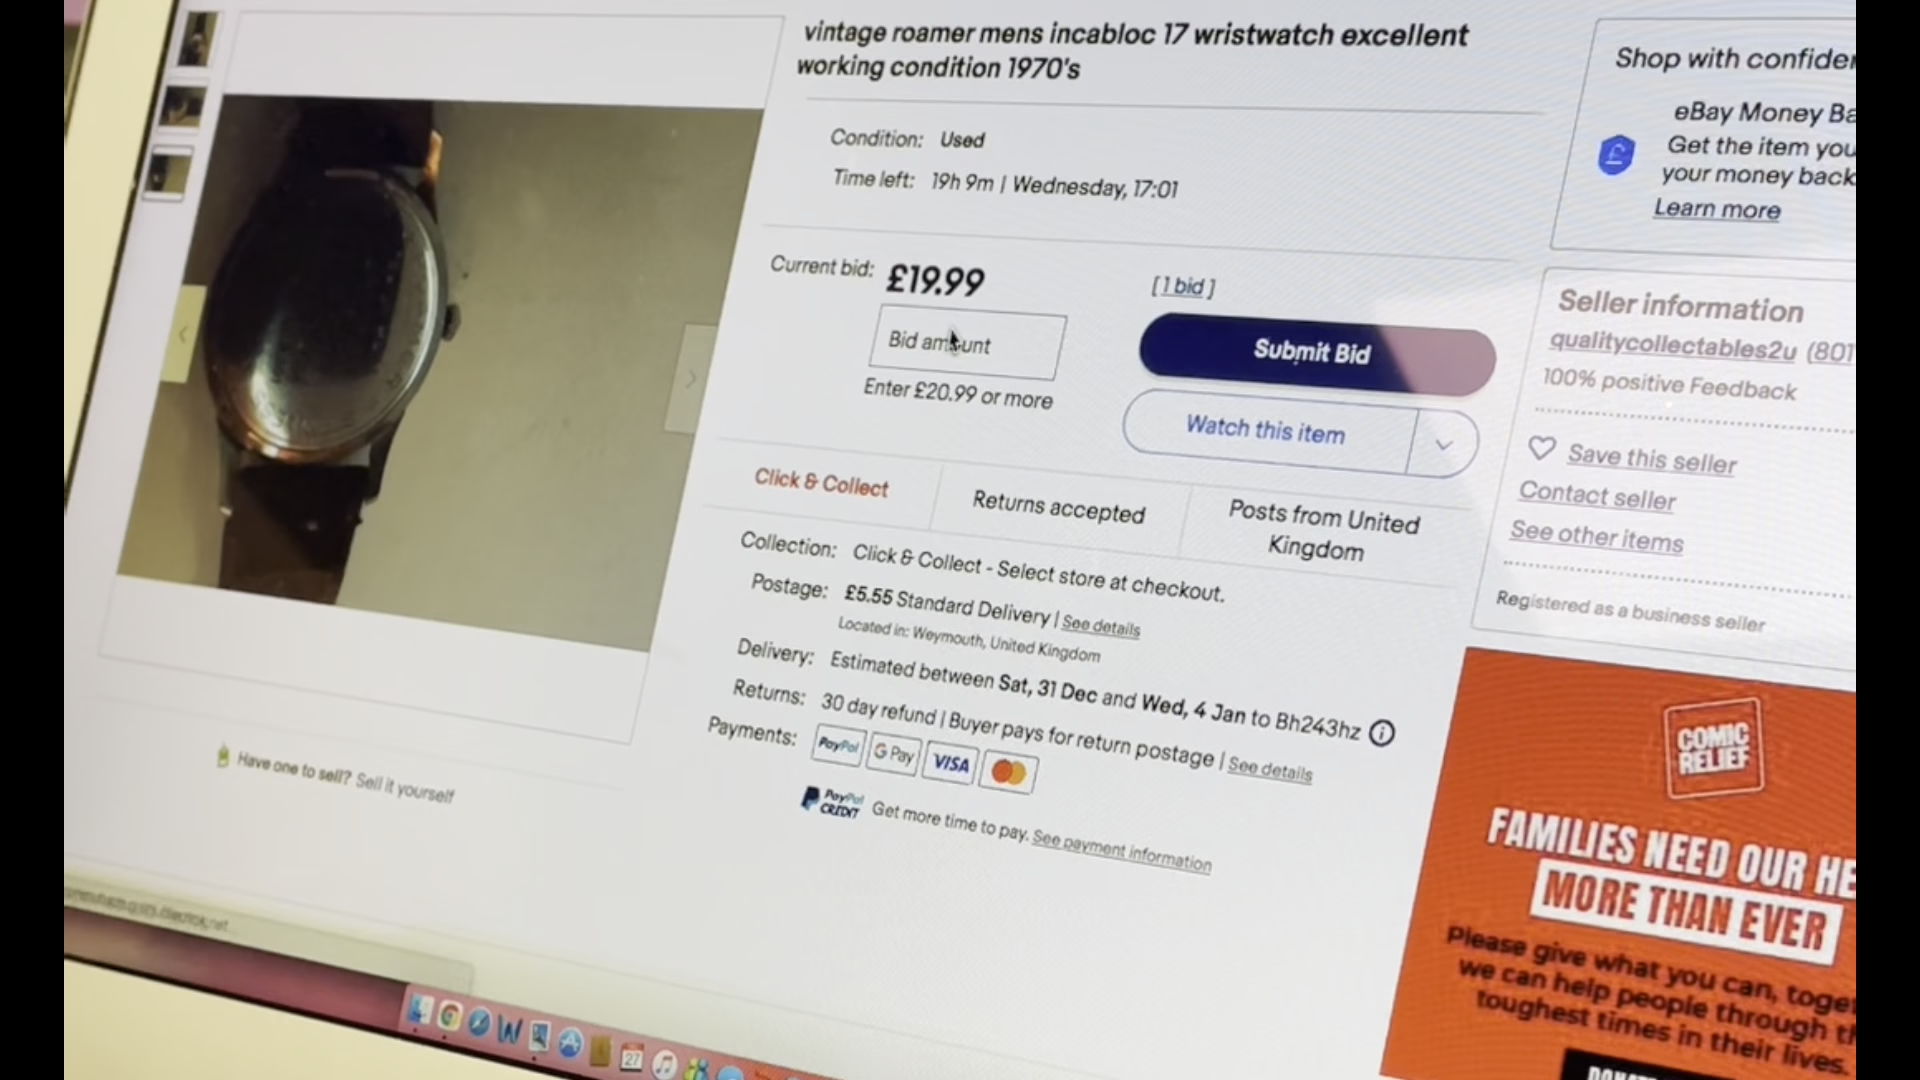 vintage roamer mens incabloc 17 wristwatch excellent
working condition 1970's
Condition: Used
Time left: 19h 9m | Wednesday, 17:01
Current bid: £19.99
[ 1 bid ]
Bid amount
Enter £20.99 or more
Submit Bid
Watch this item
Click & Collect
Returns accepted
Posts from United
Kingdom
Collection: Click & Collect - Select store at checkout.
Postage: £5.55 Standard Delivery | See details
Located in: Weymouth, United Kingdom
Delivery: Estimated between Sat, 31 Dec and Wed, 4 Jan to Bh243hz
Returns: 30 day refund | Buyer pays for return postage | See details
Payments: PayPal G Pay VISA
PayPal
CREDIT
Get more time to pay. See payment information
Have one to sell? Sell it yourself
Shop with confiden
eBay Money Ba
Get the item you
your money back
Learn more
Seller information
qualitycollectables2u (801
100% positive Feedback
Save this seller
Contact seller
See other items
Registered as a business seller
COMIC
RELIEF
FAMILIES NEED OUR HE
MORE THAN EVER
Please give what you can, toge
we can help people through t
toughest times in their lives.
27